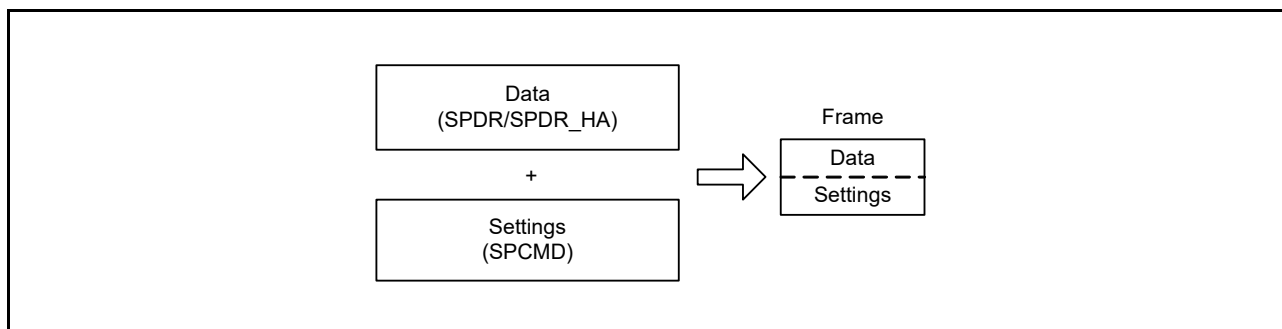 Data
(SPDR/SPDR_HA)
+
Settings
(SPCMD)
Frame
Data
Settings